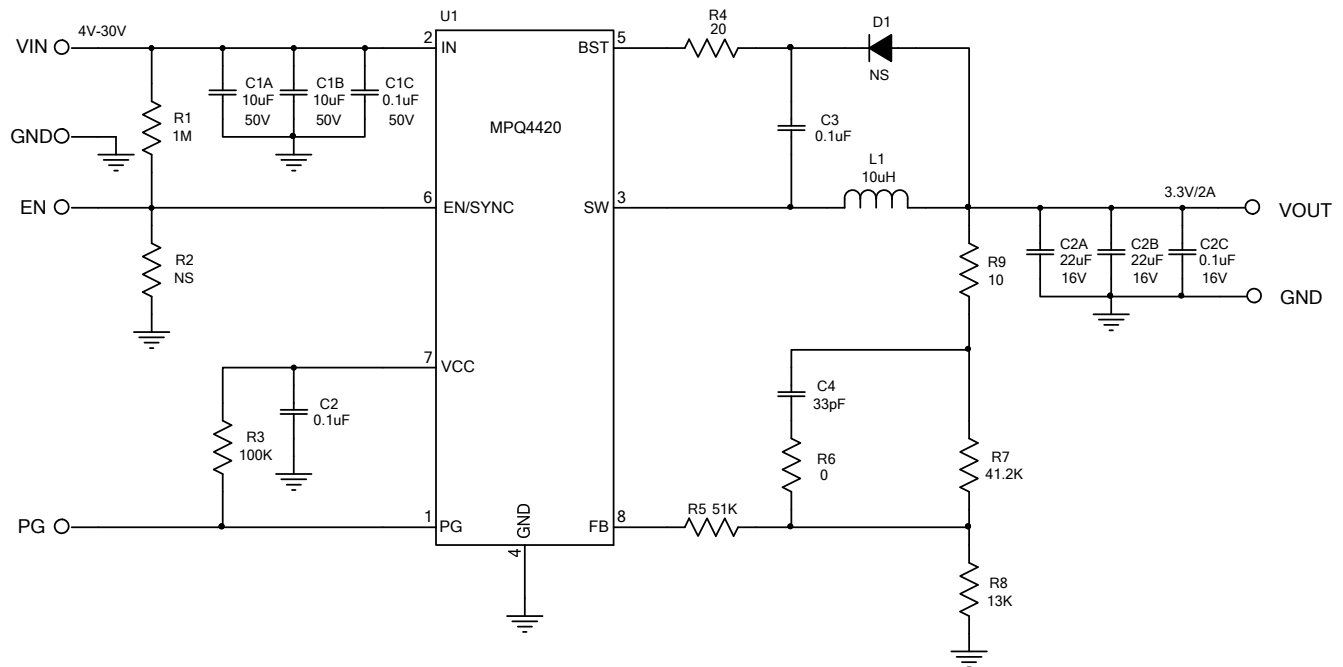 U1
VIN
4V-30V
2
IN
BST
5
R4
20
D1
NS
C1A
10uF
50V
C1B
10uF
50V
C1C
0.1uF
50V
R1
1M
GND
MPQ4420
C3
0.1uF
L1
10uH
EN
6
EN/SYNC
SW
3
3.3V/2A
VOUT
R2
NS
R9
10
C2A
22uF
16V
C2B
22uF
16V
C2C
0.1uF
16V
GND
7
VCC
C2
0.1uF
R3
100K
C4
33pF
R6
0
R7
41.2K
PG
1
PG
GND
4
FB
8
R5 51K
R8
13K